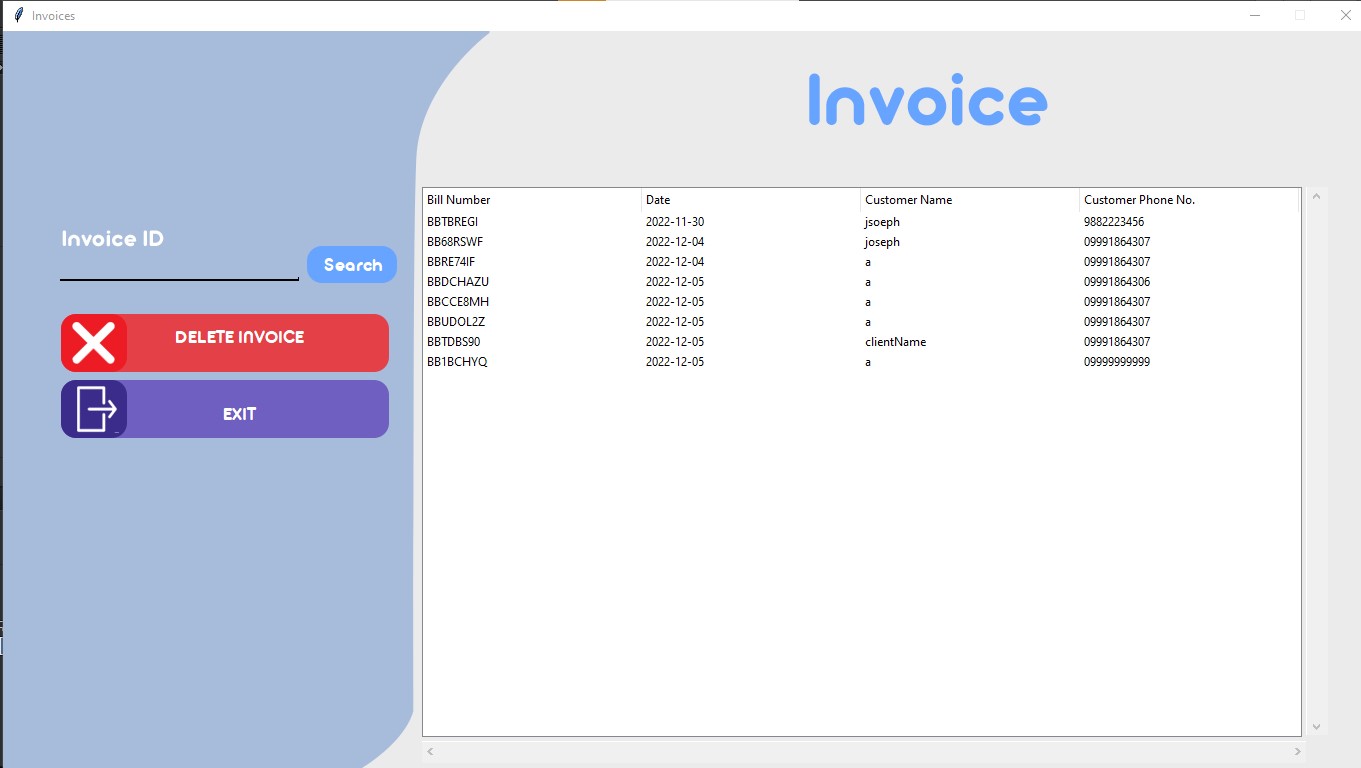 Invoices
Invoice
Invoice ID
Search
DELETE INVOICE
EXIT
Bill Number Date Customer Name Customer Phone No.
BBTBREGI 2022-11-30 jsoeph 9882223456
BB68RSWF 2022-12-04 joseph 09991864307
BBRE74IF 2022-12-04 a 09991864307
BBDCHAZU 2022-12-05 a 09991864306
BBCCE8MH 2022-12-05 a 09991864307
BBUDOL2Z 2022-12-05 a 09991864307
BBTDBS90 2022-12-05 clientName 09991864307
BB1BCHYQ 2022-12-05 a 09999999999